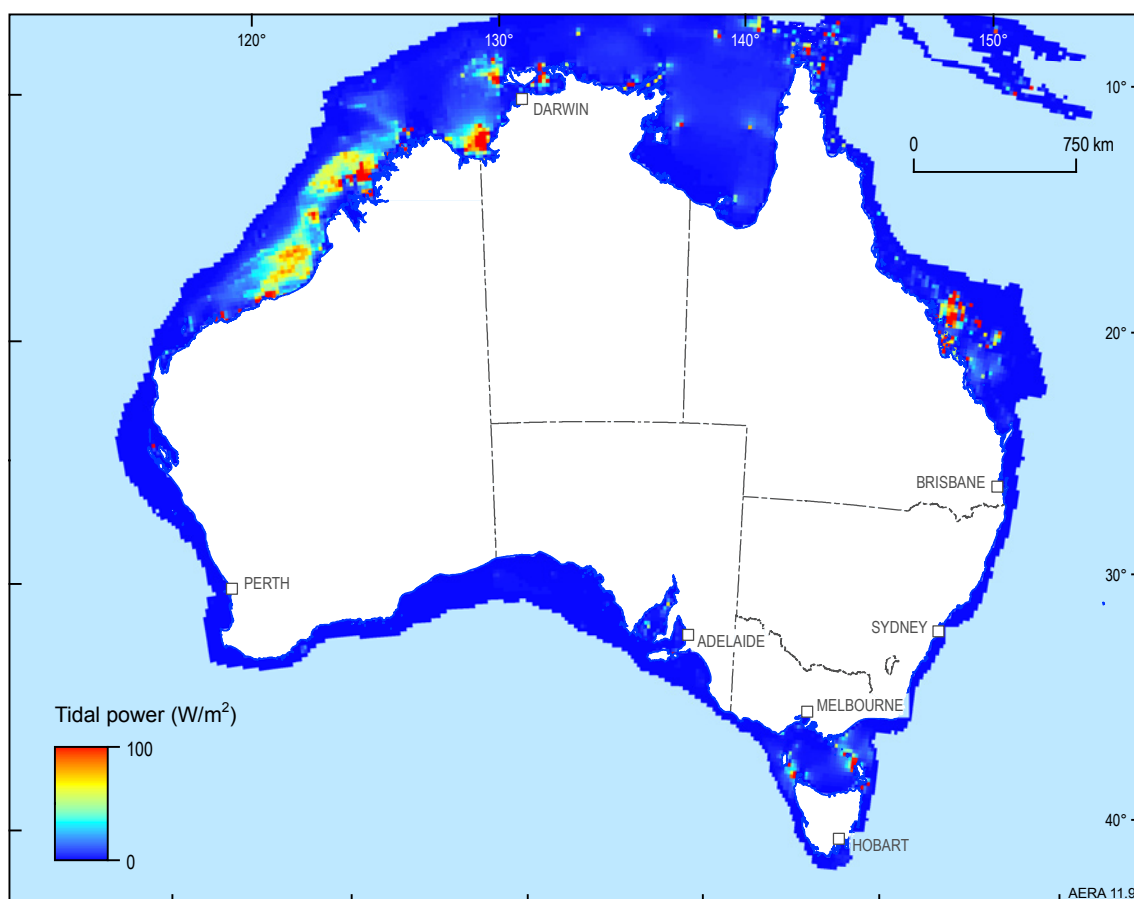 120° 130° 140° 150°
10°
DARWIN
0 750 km
20°
BRISBANE
30°
PERTH
SYDNEY
ADELAIDE
MELBOURNE
Tidal power (W/m²)
100
0
40°
HOBART
AERA 11.9